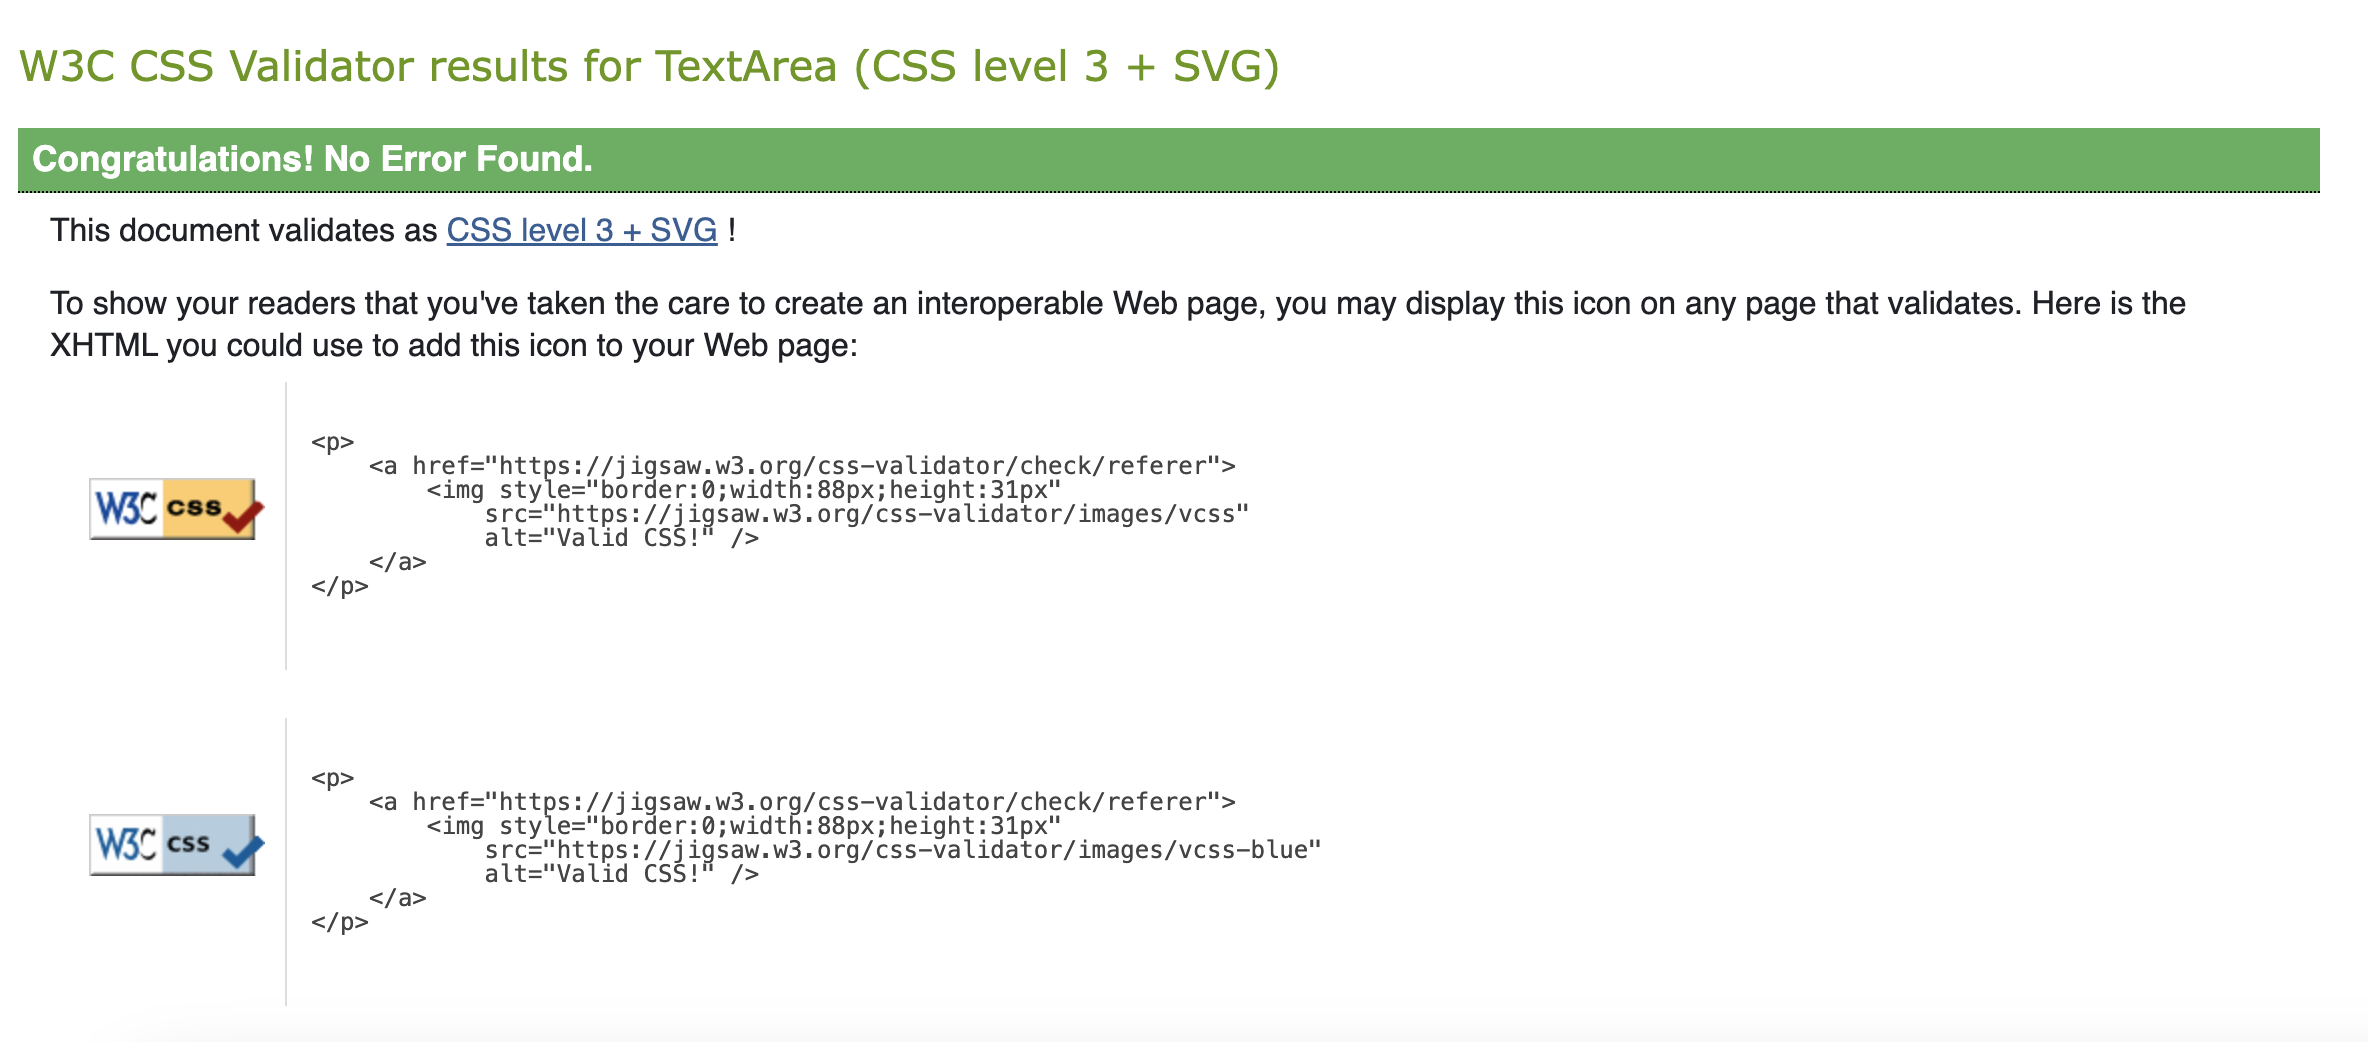 W3C CSS Validator results for TextArea (CSS level 3 + SVG)
Congratulations! No Error Found.
This document validates as CSS level 3 + SVG !
To show your readers that you've taken the care to create an interoperable Web page, you may display this icon on any page that validates. Here is the
XHTML you could use to add this icon to your Web page:
W3C css
<p>
    <a href="https://jigsaw.w3.org/css-validator/check/referer">
        <img style="border:0;width:88px;height:31px"
            src="https://jigsaw.w3.org/css-validator/images/vcss"
            alt="Valid CSS!" />
    </a>
</p>
W3C css
<p>
    <a href="https://jigsaw.w3.org/css-validator/check/referer">
        <img style="border:0;width:88px;height:31px"
            src="https://jigsaw.w3.org/css-validator/images/vcss-blue"
            alt="Valid CSS!" />
    </a>
</p>